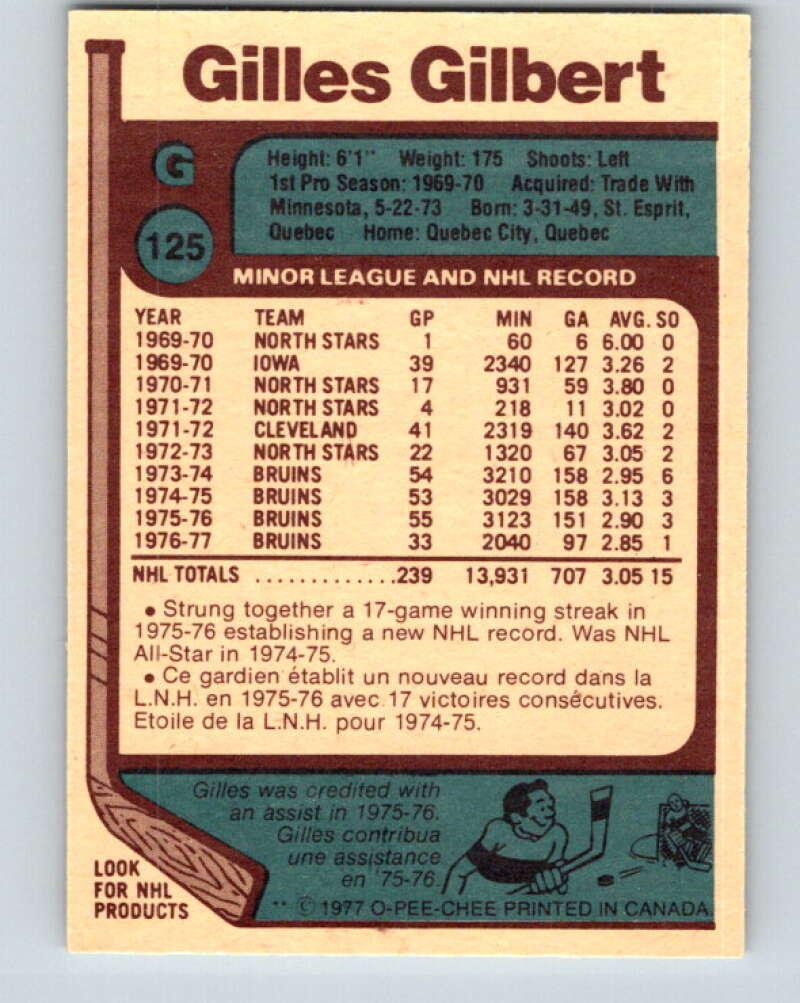 Gilles Gilbert
G
125
Height: 6'1" Weight: 175 Shoots: Left
1st Pro Season: 1969-70 Acquired: Trade With
Minnesota, 5-22-73 Born: 3-31-49, St. Esprit,
Quebec Home: Quebec City, Quebec
MINOR LEAGUE AND NHL RECORD
YEAR TEAM GP MIN GA AVG. SO
1969-70 NORTH STARS 1 60 6 6.00 0
1969-70 IOWA 39 2340 127 3.26 2
1970-71 NORTH STARS 17 931 59 3.80 0
1971-72 NORTH STARS 4 218 11 3.02 0
1971-72 CLEVELAND 41 2319 140 3.62 2
1972-73 NORTH STARS 22 1320 67 3.05 2
1973-74 BRUINS 54 3210 158 2.95 6
1974-75 BRUINS 53 3029 158 3.13 3
1975-76 BRUINS 55 3123 151 2.90 3
1976-77 BRUINS 33 2040 97 2.85 1
NHL TOTALS .............239 13,931 707 3.05 15
• Strung together a 17-game winning streak in
1975-76 establishing a new NHL record. Was NHL
All-Star in 1974-75.
• Ce gardien établit un nouveau record dans la
L.N.H. en 1975-76 avec 17 victoires consécutives.
Etoile de la L.N.H. pour 1974-75.
Gilles was credited with
an assist in 1975-76.
Gilles contribua
une assistance
en '75-76.
LOOK
FOR NHL
PRODUCTS
** © 1977 O-PEE-CHEE PRINTED IN CANADA